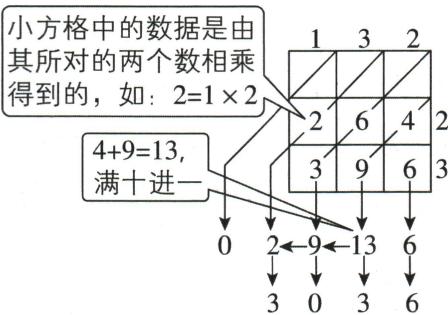 小方格中的数据是由
其所对的两个数相乘
得到的，如：2=1×2
1 3 2
2 6 4 2
4+9=13,
满十进一
3 9 6 3
0 2 9 13 6
3 0 3 6